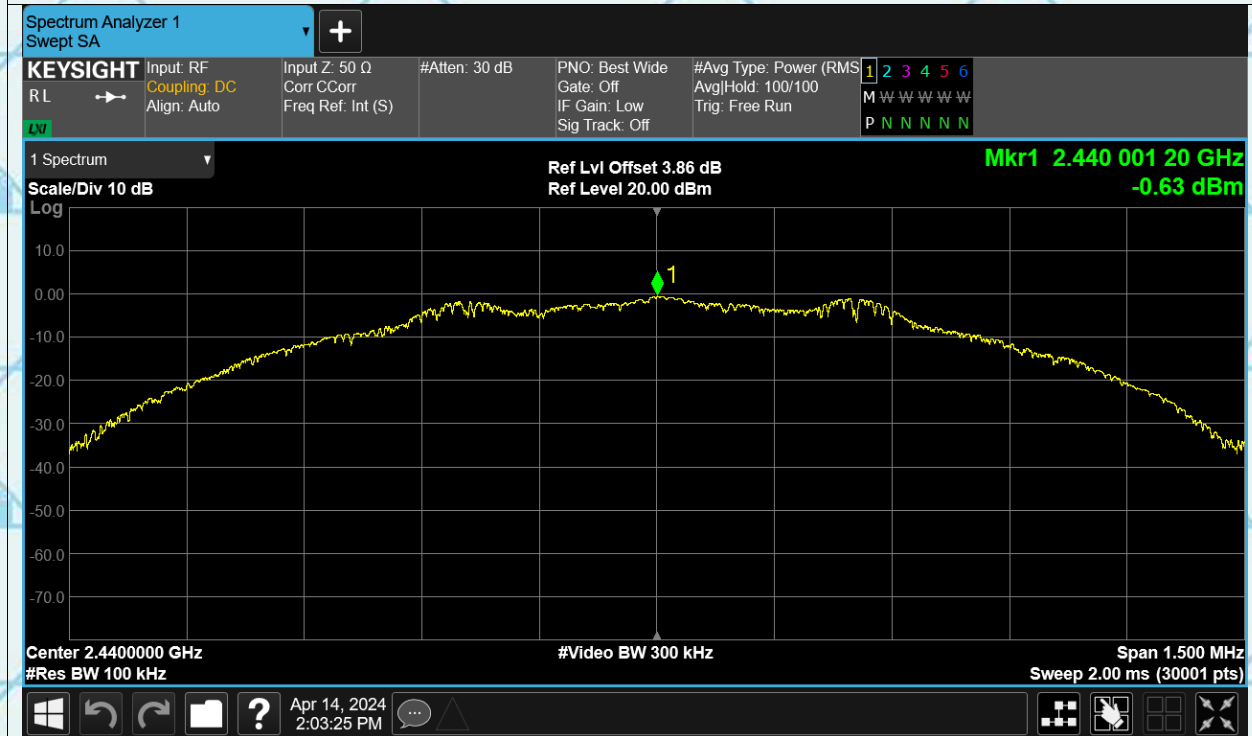 Spectrum Analyzer 1
Swept SA
+
KEYSIGHT
RL
LXI
Input: RF
Coupling: DC
Align: Auto
Input Z: 50 Ω
Corr CCorr
Freq Ref: Int (S)
#Atten: 30 dB
PNO: Best Wide
Gate: Off
IF Gain: Low
Sig Track: Off
#Avg Type: Power (RMS
Avg|Hold: 100/100
Trig: Free Run
1 2 3 4 5 6
M W W W W W
P N N N N N
1 Spectrum
Scale/Div 10 dB
Log
Ref Lvl Offset 3.86 dB
Ref Level 20.00 dBm
Mkr1 2.440 001 20 GHz
-0.63 dBm
1
10.0
0.00
-10.0
-20.0
-30.0
-40.0
-50.0
-60.0
-70.0
Center 2.4400000 GHz
#Video BW 300 kHz
Span 1.500 MHz
#Res BW 100 kHz
Sweep 2.00 ms (30001 pts)
?
Apr 14, 2024
2:03:25 PM